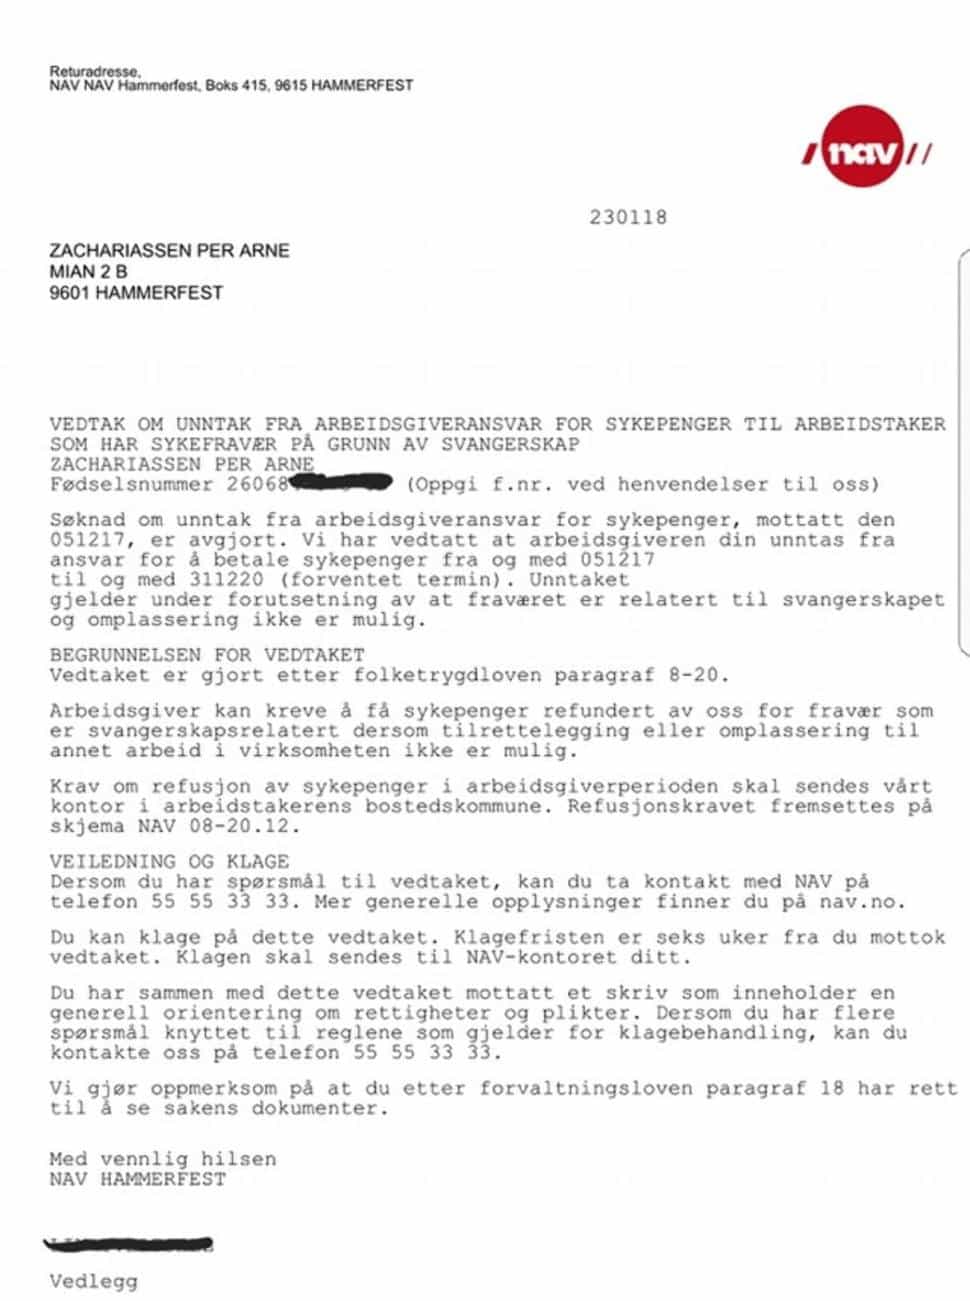 Returadresse,
NAV NAV Hammerfest, Boks 415, 9615 HAMMERFEST
nav
230118
ZACHARIASSEN PER ARNE
MIAN 2 B
9601 HAMMERFEST
VEDTAK OM UNNTAK FRA ARBEIDSGIVERANSVAR FOR SYKEPENGER TIL ARBEIDSTAKER
SOM HAR SYKEFRAVÆR PÅ GRUNN AV SVANGERSKAP
ZACHARIASSEN PER ARNE
Fødselsnummer 26068 (Oppgi f.nr. ved henvendelser til oss)
Søknad om unntak fra arbeidsgiveransvar for sykepenger, mottatt den
051217, er avgjort. Vi har vedtatt at arbeidsgiveren din unntas fra
ansvar for å betale sykepenger fra og med 051217
til og med 311220 (forventet termin). Unntaket
gjelder under forutsetning av at fraværet er relatert til svangerskapet
og omplassering ikke er mulig.
BEGRUNNELSEN FOR VEDTAKET
Vedtaket er gjort etter folketrygdloven paragraf 8-20.
Arbeidsgiver kan kreve å få sykepenger refundert av oss for fravær som
er svangerskapsrelatert dersom tilrettelegging eller omplassering til
annet arbeid i virksomheten ikke er mulig.
Krav om refusjon av sykepenger i arbeidsgiverperioden skal sendes vårt
kontor i arbeidstakerens bostedskommune. Refusjonskravet fremsettes på
skjema NAV 08-20.12.
VEILEDNING OG KLAGE
Dersom du har spørsmål til vedtaket, kan du ta kontakt med NAV på
telefon 55 55 33 33. Mer generelle opplysninger finner du på nav.no.
Du kan klage på dette vedtaket. Klagefristen er seks uker fra du mottok
vedtaket. Klagen skal sendes til NAV-kontoret ditt.
Du har sammen med dette vedtaket mottatt et skriv som inneholder en
generell orientering om rettigheter og plikter. Dersom du har flere
spørsmål knyttet til reglene som gjelder for klagebehandling, kan du
kontakte oss på telefon 55 55 33 33.
Vi gjør oppmerksom på at du etter forvaltningsloven paragraf 18 har rett
til å se sakens dokumenter.
Med vennlig hilsen
NAV HAMMERFEST
Vedlegg